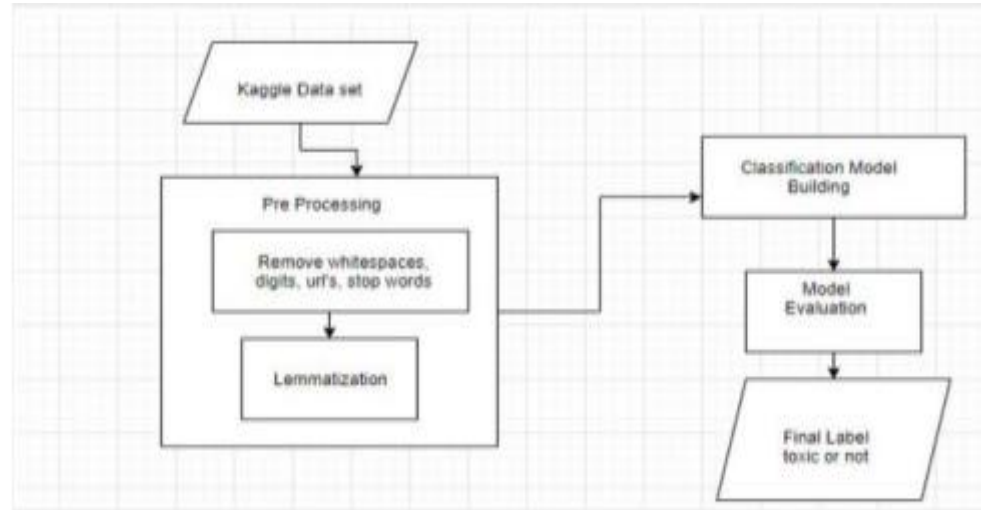 Kaggle Data set
Pre Processing
Remove whitespaces,
digits, url's, stop words
Lemmatization
Classification Model
Building
Model
Evaluation
Final Label
toxic or not